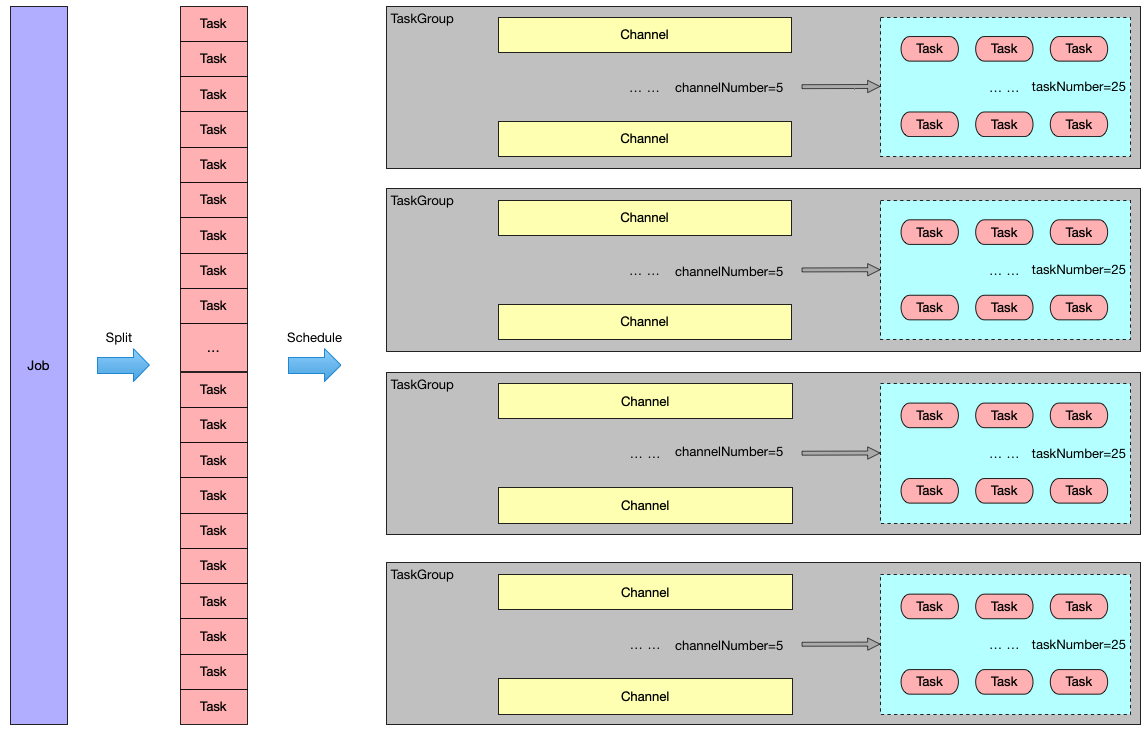 Job
Split
Task
Task
Task
Task
Task
Task
Task
Task
Task
...
Task
Task
Task
Task
Task
Task
Task
Task
Task
Task
Schedule
TaskGroup
Channel
... ... channelNumber=5
Channel
Task Task Task
... ... taskNumber=25
Task Task Task
TaskGroup
Channel
... ... channelNumber=5
Channel
Task Task Task
... ... taskNumber=25
Task Task Task
TaskGroup
Channel
... ... channelNumber=5
Channel
Task Task Task
... ... taskNumber=25
Task Task Task
TaskGroup
Channel
... ... channelNumber=5
Channel
Task Task Task
... ... taskNumber=25
Task Task Task